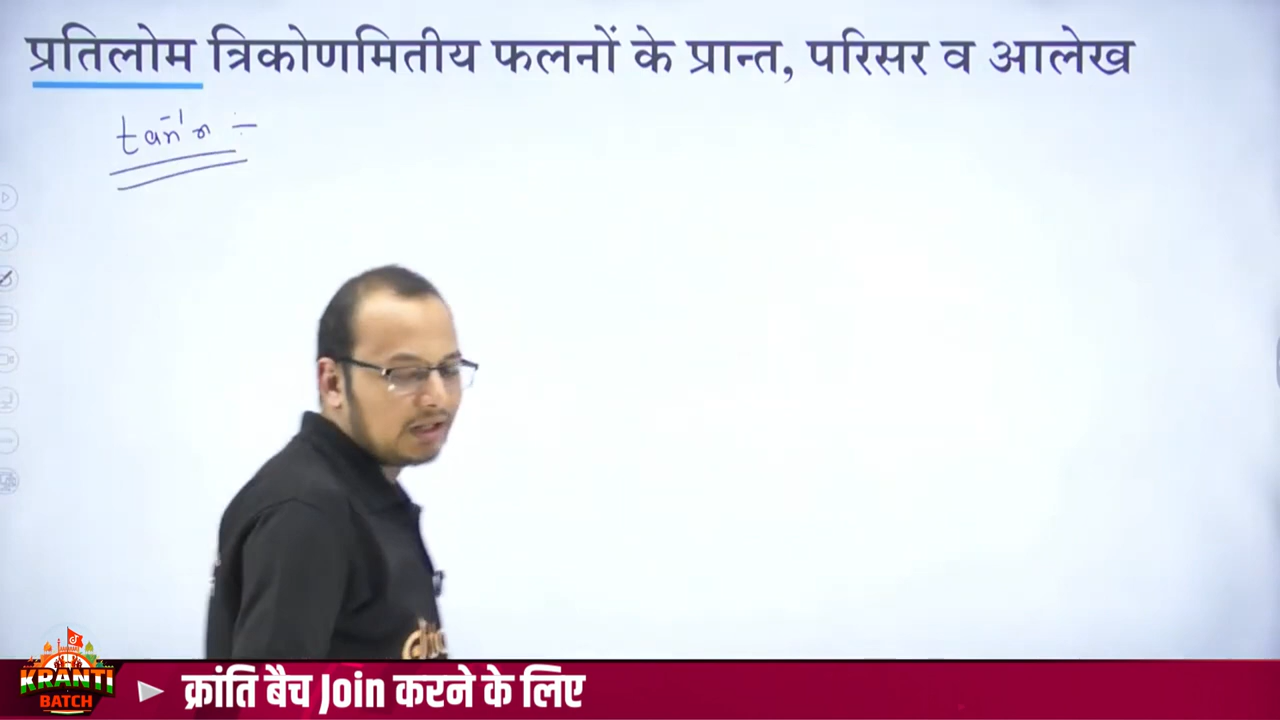 प्रतिलोम त्रिकोणमितीय फलनों के प्रान्त, परिसर व आलेख
tan⁻¹x :-
KRANTI
BATCH
क्रांति बैच Join करने के लिए